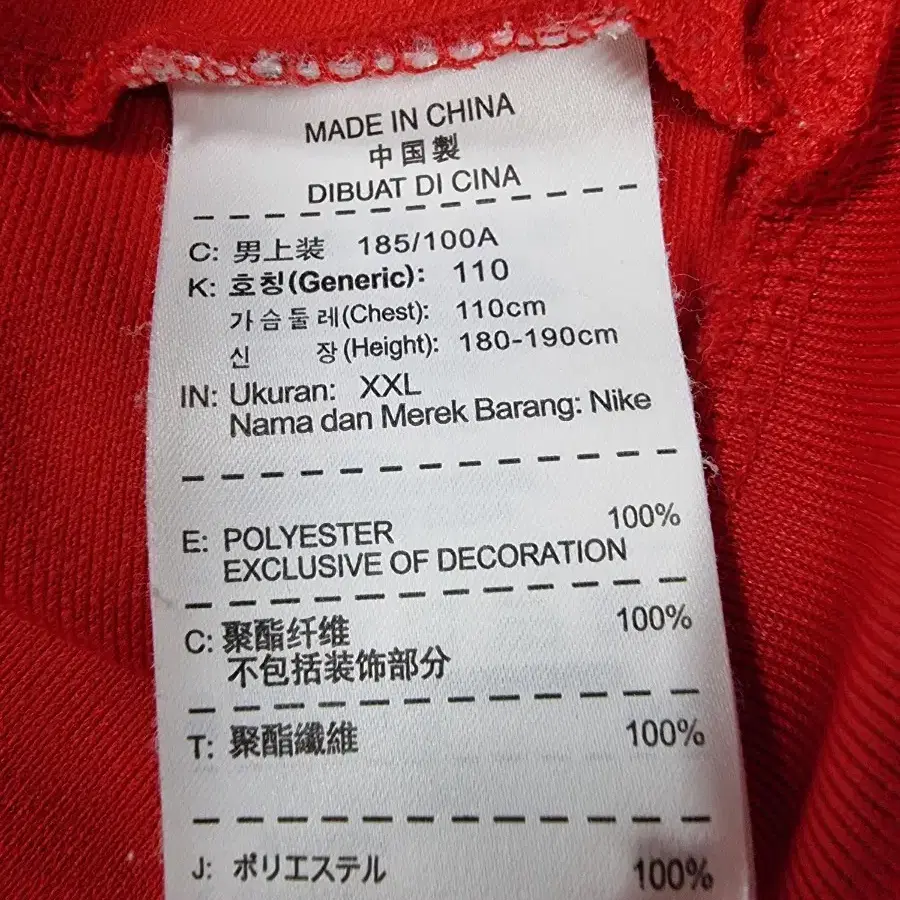 MADE IN CHINA
中国製
DIBUAT DI CINA
C: 男上装 185/100A
K: 호칭(Generic): 110
가슴둘레(Chest): 110cm
신 장(Height): 180-190cm
IN: Ukuran: XXL
Nama dan Merek Barang: Nike
E: POLYESTER 100%
EXCLUSIVE OF DECORATION
C: 聚酯纤维 100%
不包括装饰部分
T: 聚酯纖維 100%
J: ポリエステル 100%